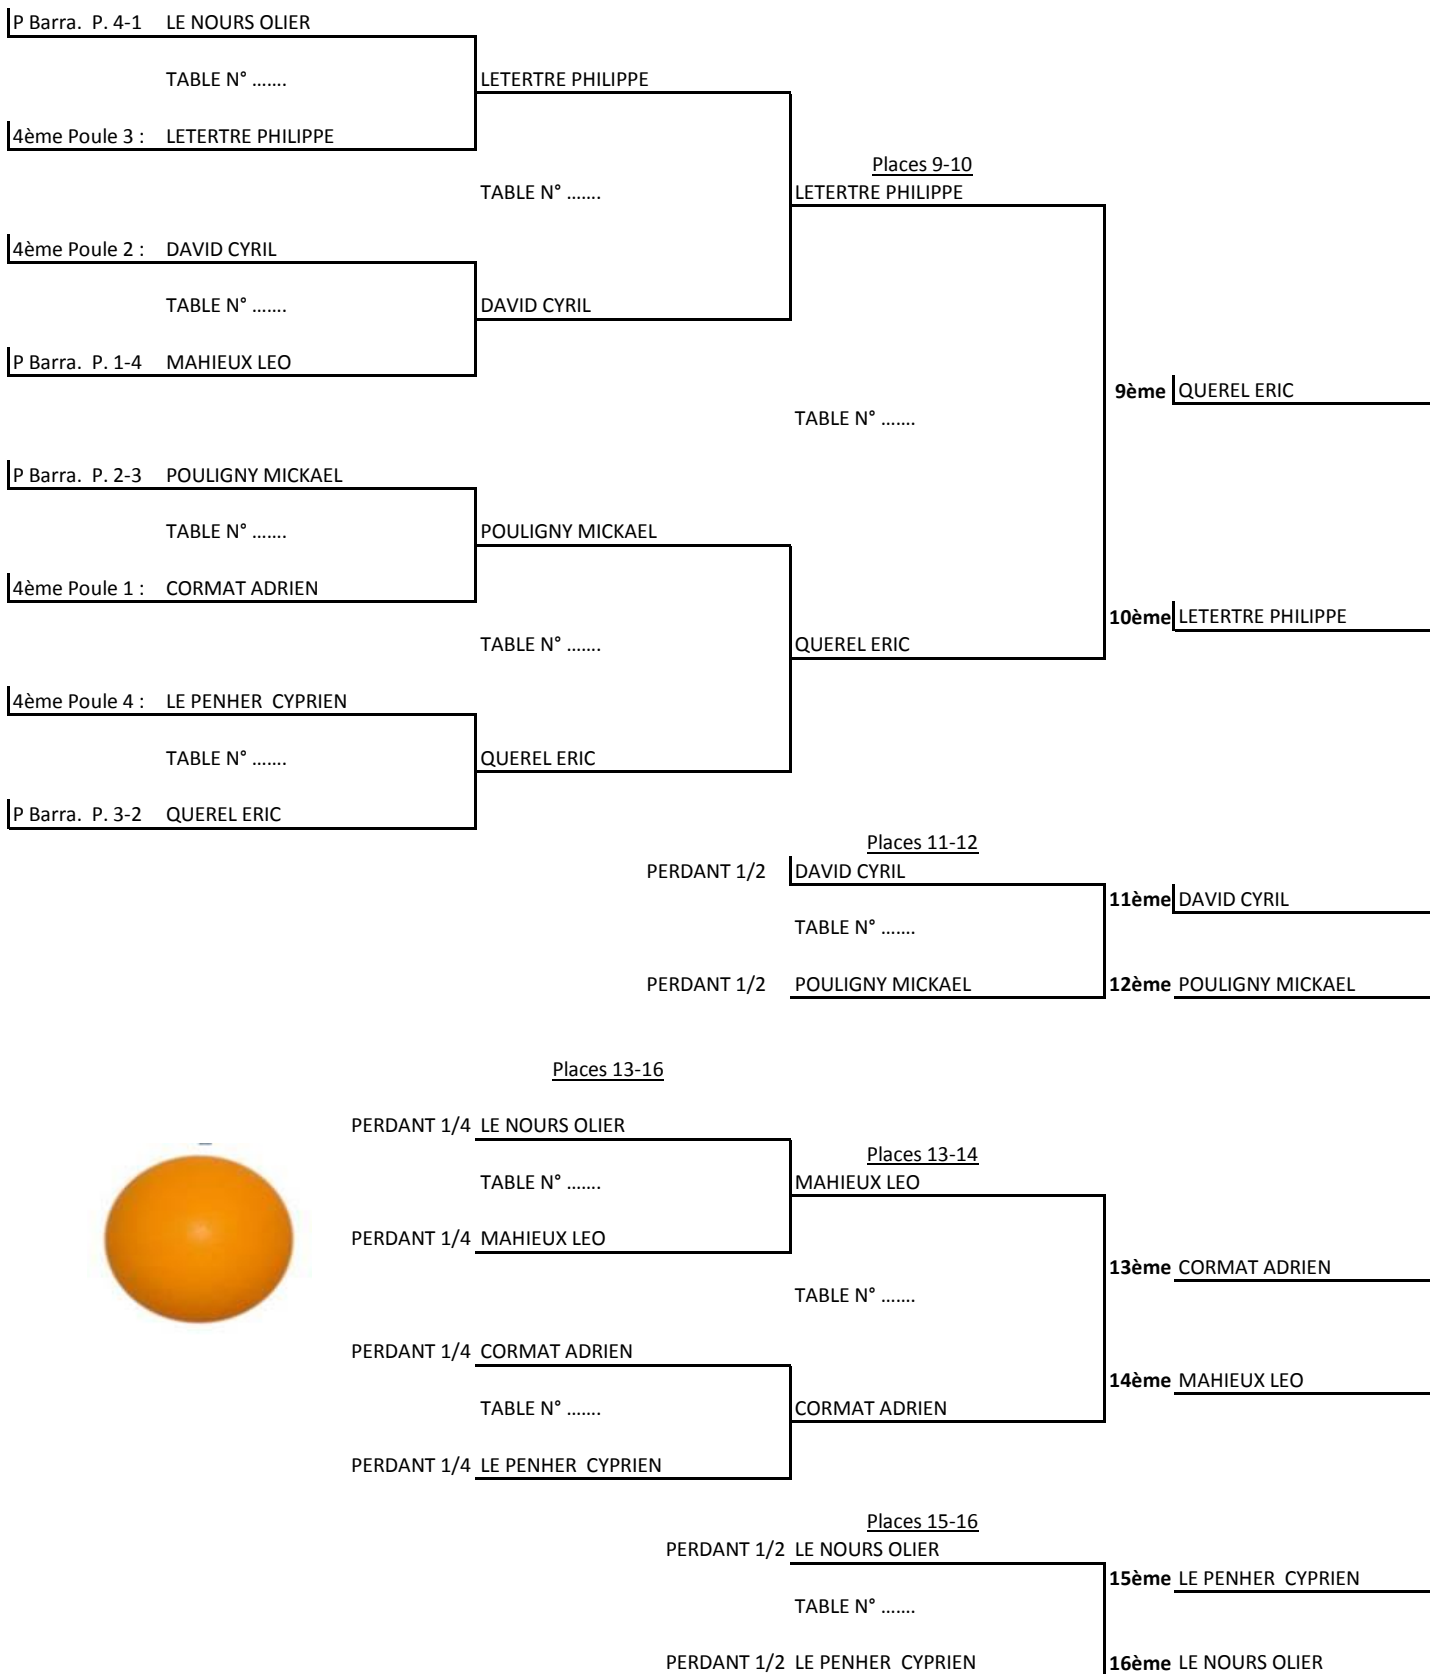 P Barra.  P. 4-1 LE NOURS OLIER
TABLE N° ....... LETERTRE PHILIPPE
4ème Poule 3 : LETERTRE PHILIPPE
Places 9-10
TABLE N° ....... LETERTRE PHILIPPE
4ème Poule 2 : DAVID CYRIL
TABLE N° ....... DAVID CYRIL
P Barra.  P. 1-4 MAHIEUX LEO
9ème QUEREL ERIC
TABLE N° .......
P Barra.  P. 2-3 POULIGNY MICKAEL
TABLE N° ....... POULIGNY MICKAEL
4ème Poule 1 : CORMAT ADRIEN
10ème LETERTRE PHILIPPE
TABLE N° ....... QUEREL ERIC
4ème Poule 4 : LE PENHER  CYPRIEN
TABLE N° ....... QUEREL ERIC
P Barra.  P. 3-2 QUEREL ERIC
Places 11-12
PERDANT 1/2 DAVID CYRIL
11ème DAVID CYRIL
TABLE N° .......
PERDANT 1/2 POULIGNY MICKAEL 12ème POULIGNY MICKAEL
Places 13-16
PERDANT 1/4 LE NOURS OLIER
Places 13-14
TABLE N° ....... MAHIEUX LEO
PERDANT 1/4 MAHIEUX LEO
13ème CORMAT ADRIEN
TABLE N° .......
PERDANT 1/4 CORMAT ADRIEN
14ème MAHIEUX LEO
TABLE N° ....... CORMAT ADRIEN
PERDANT 1/4 LE PENHER  CYPRIEN
Places 15-16
PERDANT 1/2 LE NOURS OLIER
15ème LE PENHER  CYPRIEN
TABLE N° .......
PERDANT 1/2 LE PENHER  CYPRIEN 16ème LE NOURS OLIER